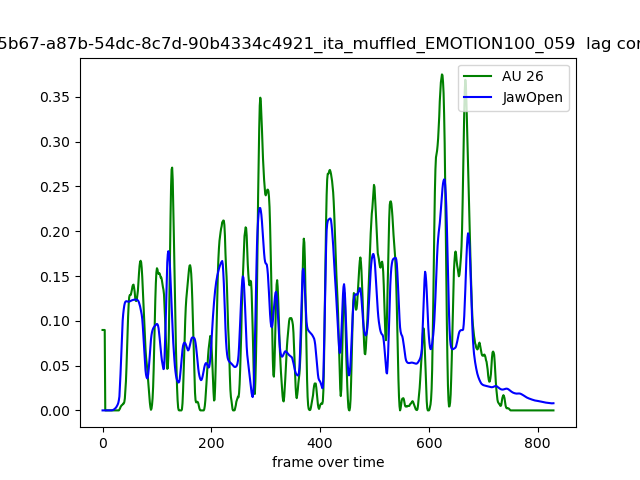 5b67-a87b-54dc-8c7d-90b4334c4921_ita_muffled_EMOTION100_059 lag cor
AU 26
JawOpen
0.35
0.30
0.25
0.20
0.15
0.10
0.05
0.00
0 200 400 600 800
frame over time